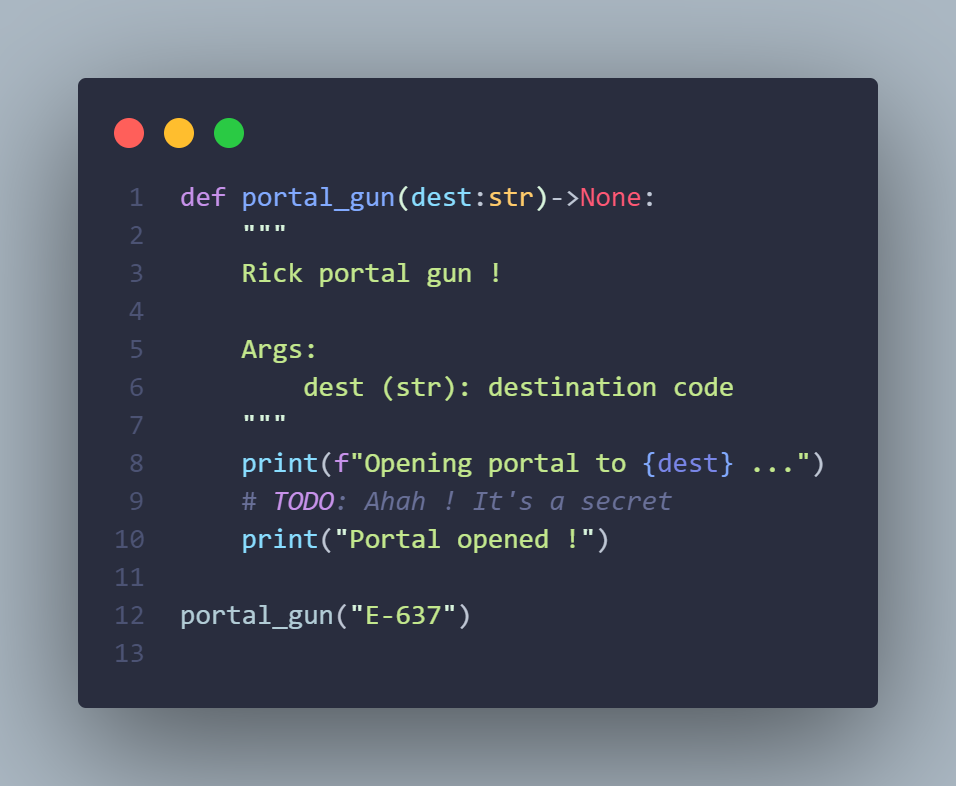 1 def portal_gun(dest:str)->None:
2     """
3     Rick portal gun !
4
5     Args:
6         dest (str): destination code
7     """
8     print(f"Opening portal to {dest} ...")
9     # TODO: Ahah ! It's a secret
10     print("Portal opened !")
11
12 portal_gun("E-637")
13